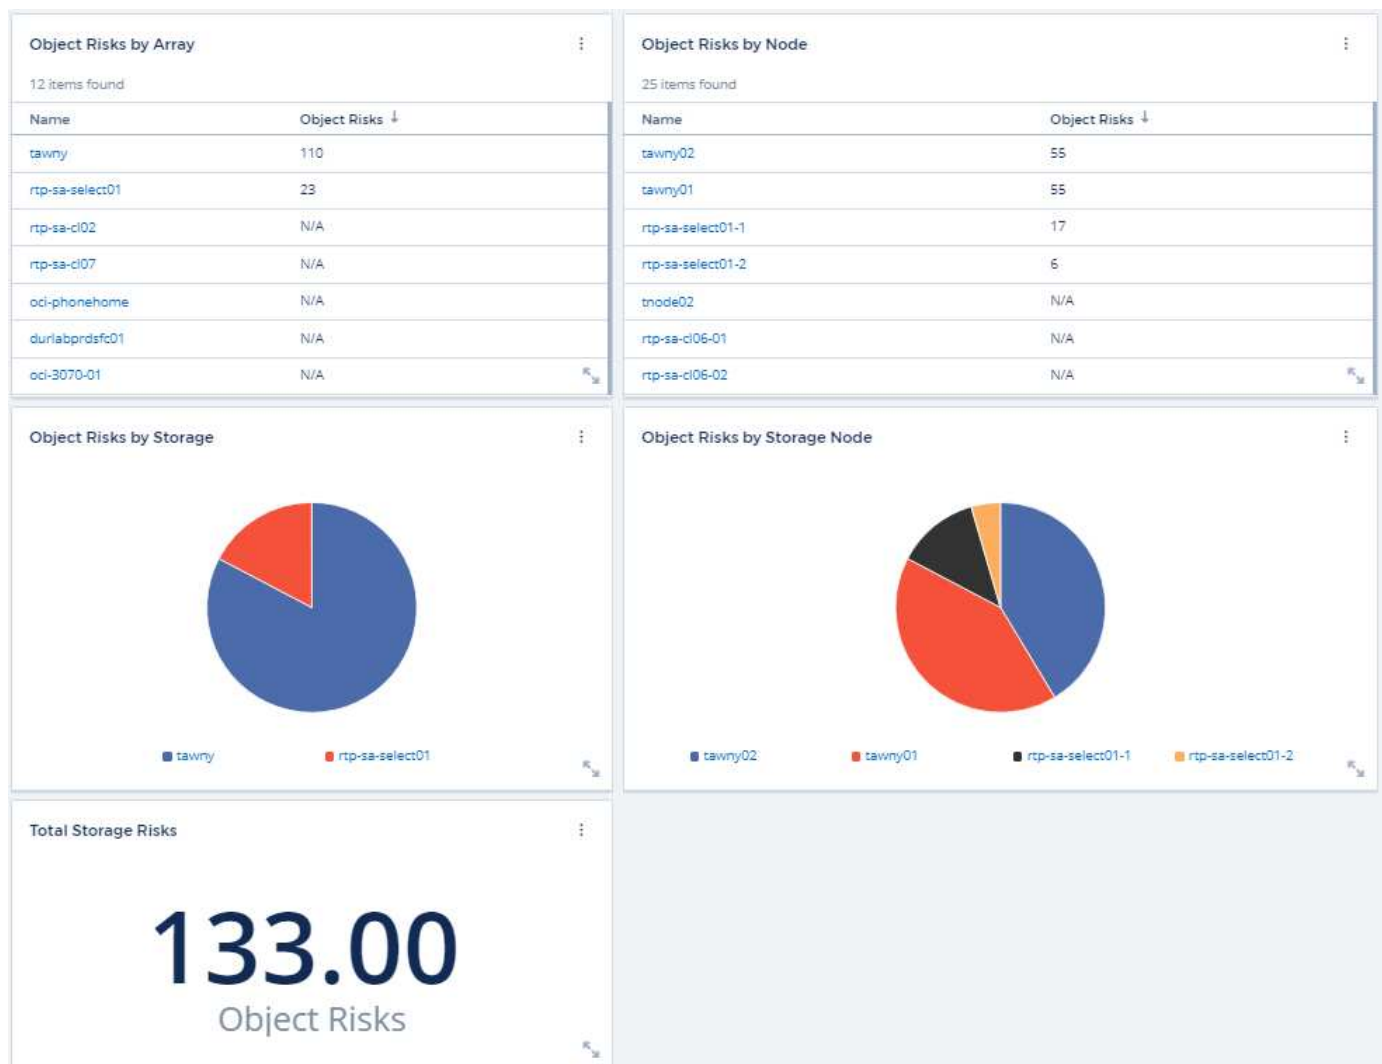 Object Risks by Array
12 items found
Name Object Risks ↓
tawny 110
rtp-sa-select01 23
rtp-sa-cl02 N/A
rtp-sa-cl07 N/A
oci-phonehome N/A
durlabprdsfc01 N/A
oci-3070-01 N/A
Object Risks by Node
25 items found
Name Object Risks ↓
tawny02 55
tawny01 55
rtp-sa-select01-1 17
rtp-sa-select01-2 6
tnode02 N/A
rtp-sa-cl06-01 N/A
rtp-sa-cl06-02 N/A
Object Risks by Storage
tawny rtp-sa-select01
Object Risks by Storage Node
tawny02 tawny01 rtp-sa-select01-1 rtp-sa-select01-2
Total Storage Risks
133.00
Object Risks